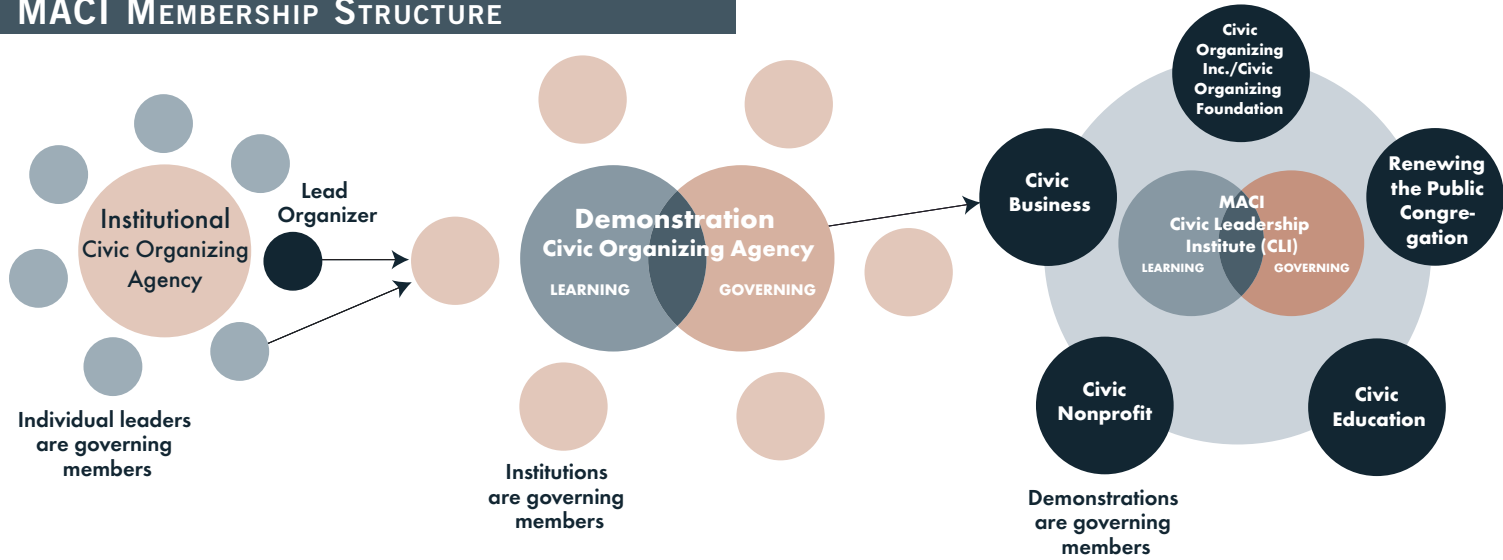 MACI MEMBERSHIP STRUCTURE
Lead
Organizer
Institutional
Civic Organizing
Agency
Individual leaders
are governing
members
Demonstration
Civic Organizing Agency
LEARNING
GOVERNING
Institutions
are governing
members
Civic
Organizing
Inc./Civic
Organizing
Foundation
Civic
Business
Renewing
the Public
Congre-
gation
MACI
Civic Leadership
Institute (CLI)
LEARNING
GOVERNING
Civic
Nonprofit
Civic
Education
Demonstrations
are governing
members